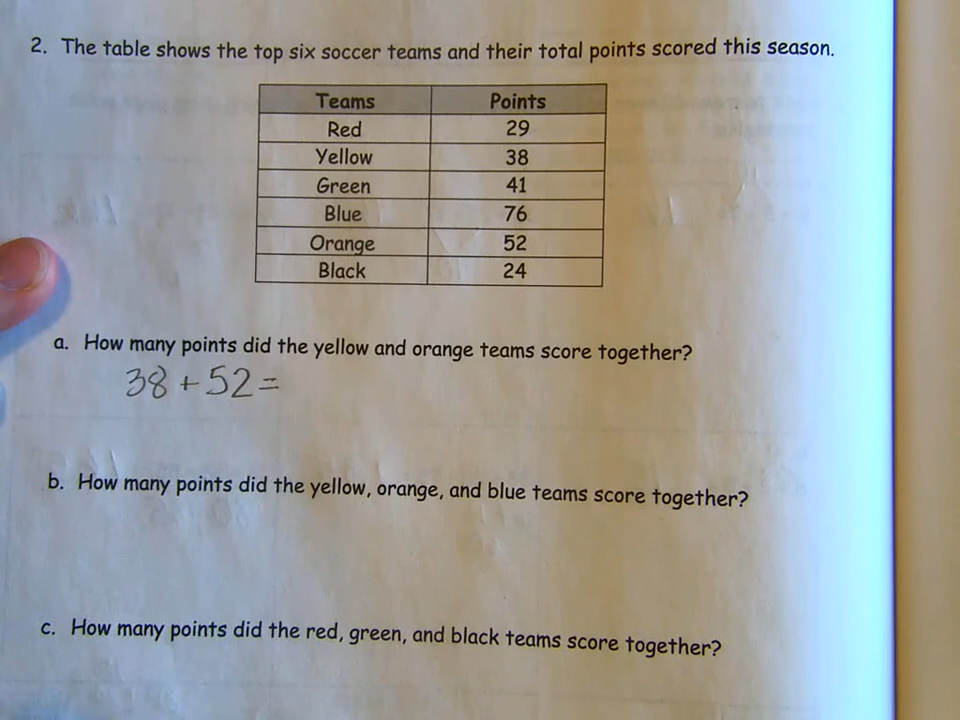 2. The table shows the top six soccer teams and their total points scored this season.
Teams Points
Red 29
Yellow 38
Green 41
Blue 76
Orange 52
Black 24
a. How many points did the yellow and orange teams score together?
38 + 52 =
b. How many points did the yellow, orange, and blue teams score together?
c. How many points did the red, green, and black teams score together?